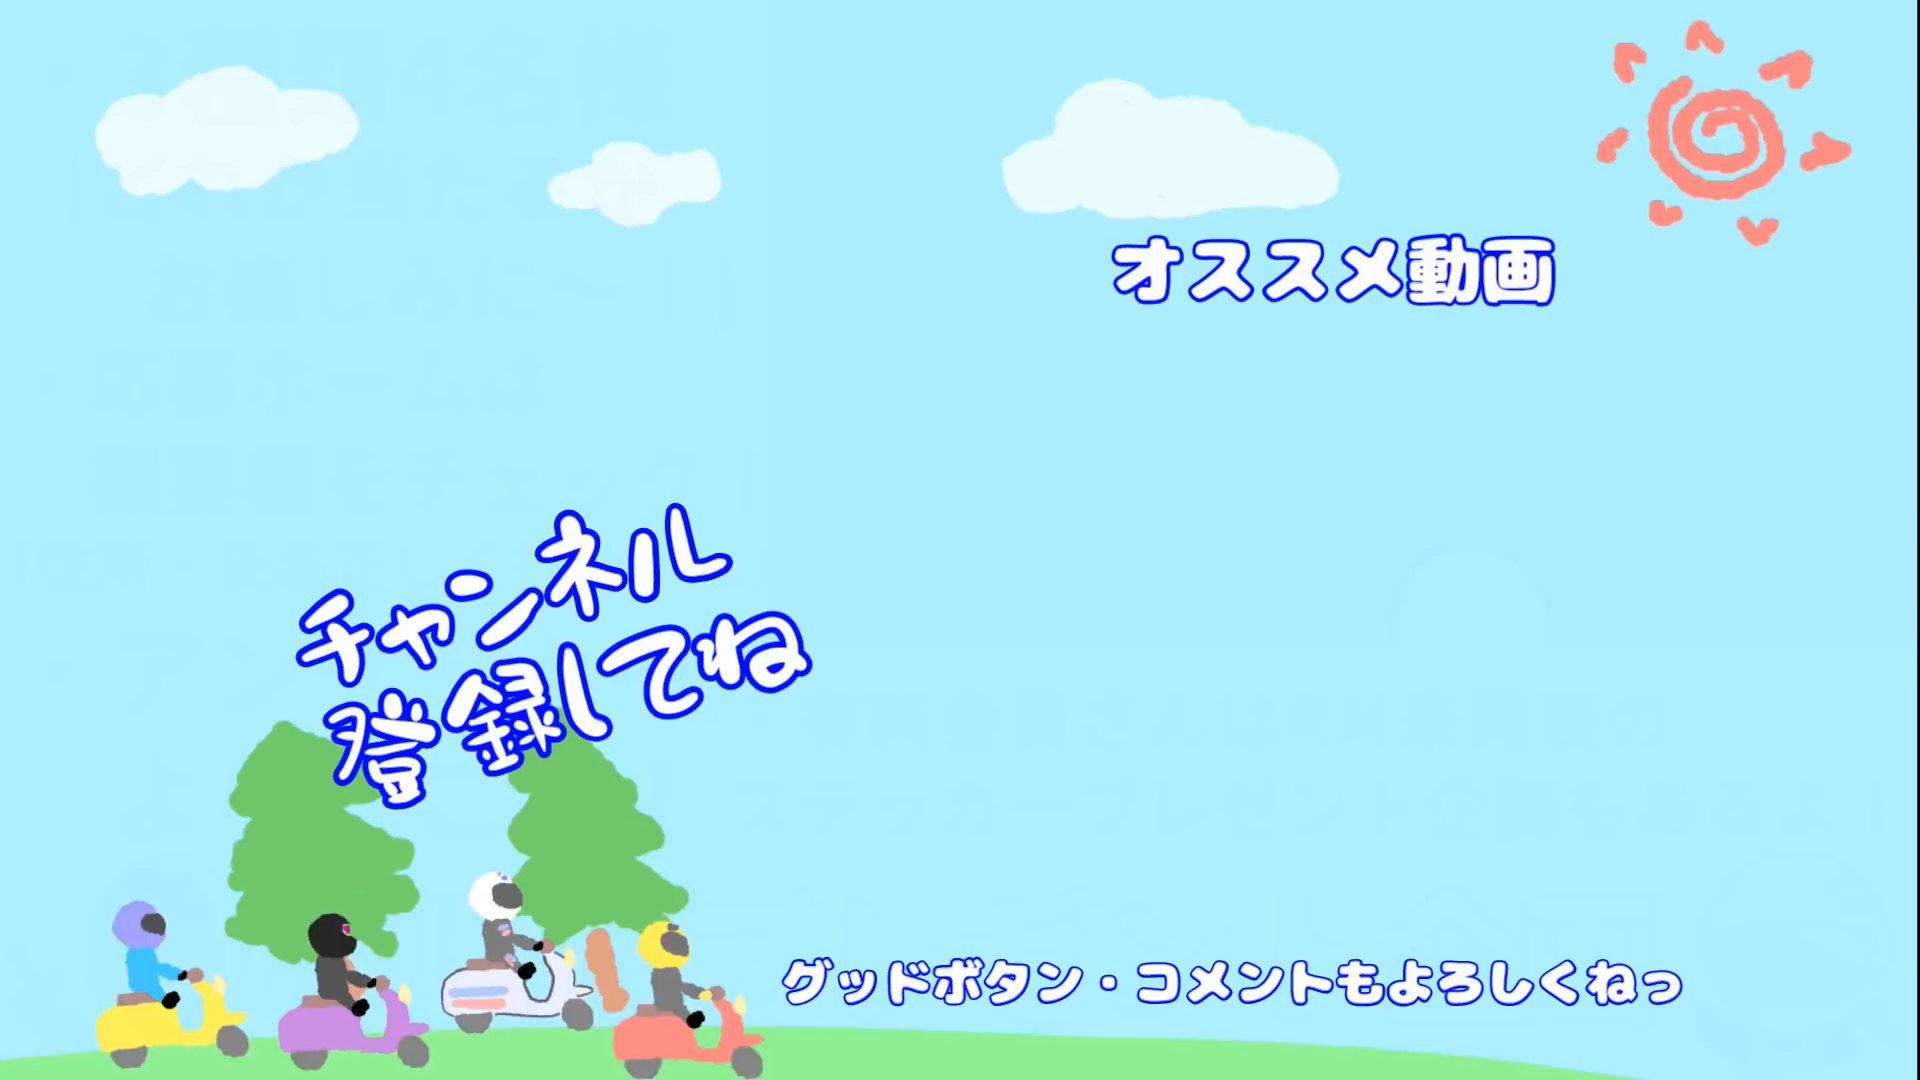 オススメ動画
チャンネル
登録してね
グッドボタン・コメントもよろしくねっ